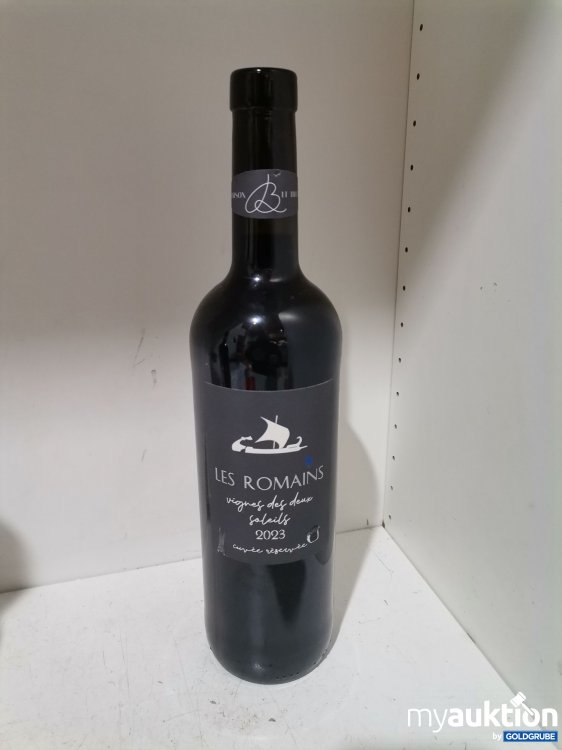 LES ROMAINS
vignes des deux
soleils
2023
cuvée réservée
myauktion
by GOLDGRUBE